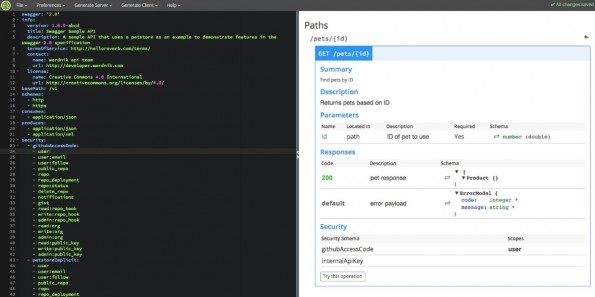 File Preferences Generate Server Generate Client Help
All changes saved
swagger: '2.0'
info:
version: 1.0.9-abcd
title: Swagger Sample API
description: A sample API that uses a petstore as an example to demonstrate features in the
swagger-2.0 specification
termsOfService: http://helloreverb.com/terms/
contact:
name: wordnik api team
url: http://developer.wordnik.com
license:
name: Creative Commons 4.0 International
url: http://creativecommons.org/licenses/by/4.0/
basePath: /v1
schemes:
- http
- https
consumes:
- application/json
produces:
- application/json
- application/xml
security:
- githubAccessCode:
- user
- user:email
- user:follow
- public_repo
- repo
- repo_deployment
- repo:status
- delete_repo
- notifications
- gist
- read:repo_hook
- write:repo_hook
- admin:repo_hook
- read:org
- write:org
- admin:org
- read:public_key
- write:public_key
- admin:public_key
- petstoreImplicit:
- user
- user:email
- user:follow
- public_repo
- repo
- repo_deployment
Paths
/pets/{id}
GET /pets/{id}
Summary
Find pets by ID
Description
Returns pets based on ID
Parameters
Name Located in Description Required Schema
id path ID of pet to use Yes ⇄ number (double)
Responses
Code Description Schema
200 pet response ⇄ ▼ [
▼Product {}
]
default error payload ⇄ ▼ErrorModel {
code: integer *
message: string *
}
Security
Security Schema Scopes
githubAccessCode user
internalApiKey
Try this operation